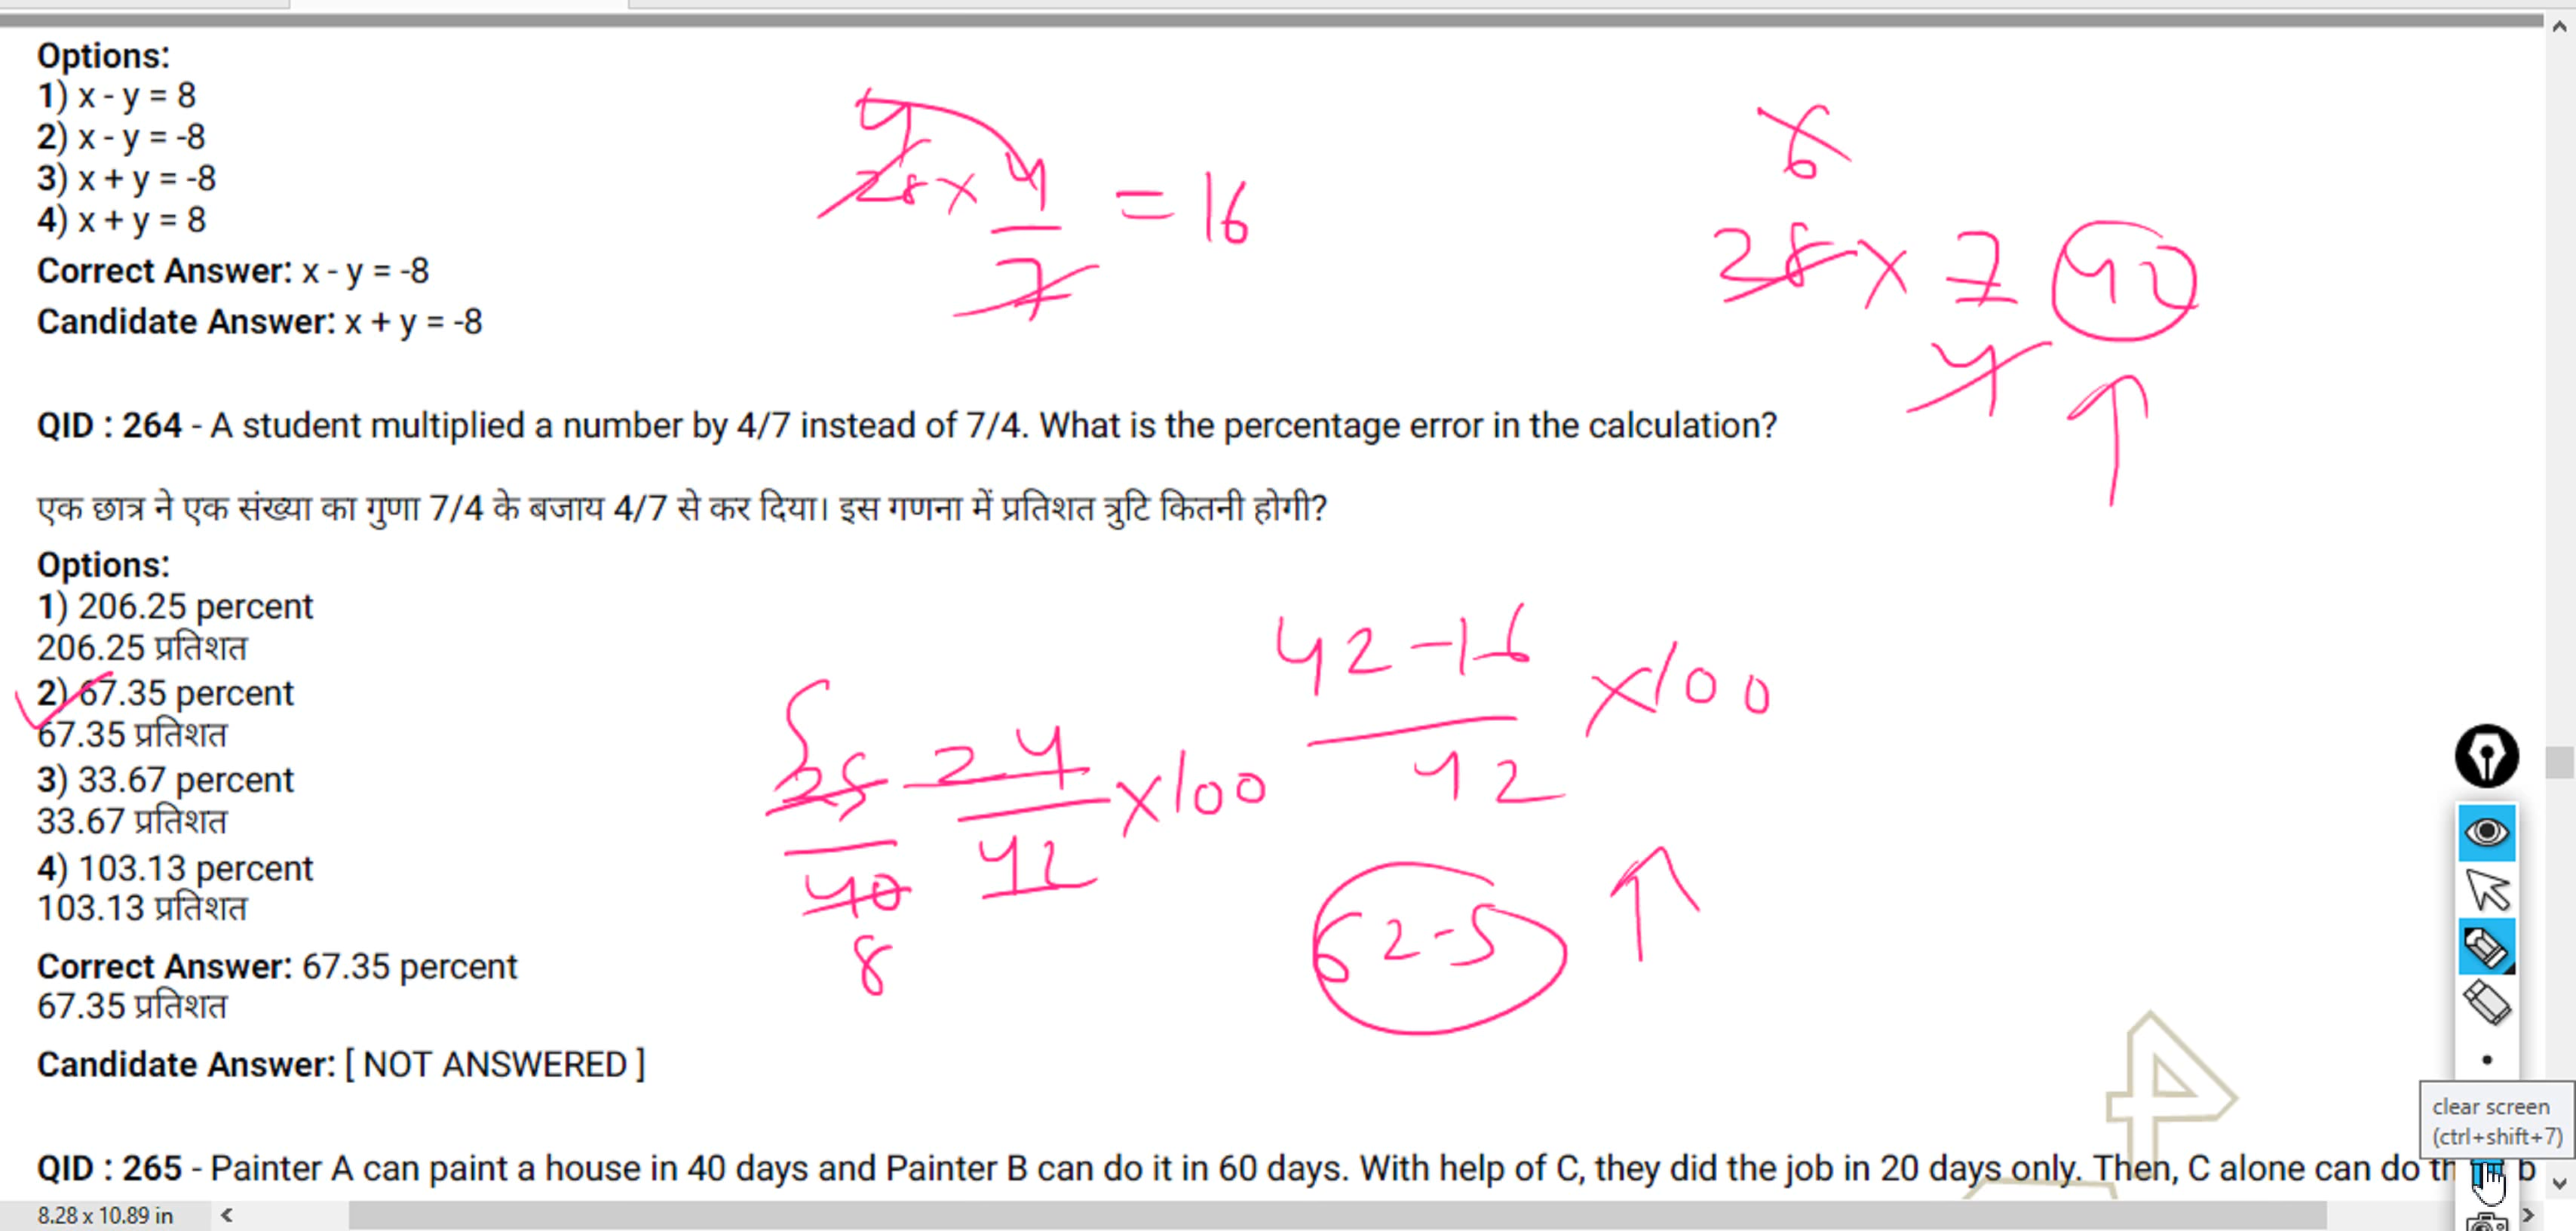 Options:
1) x - y = 8
2) x - y = -8
3) x + y = -8
4) x + y = 8
Correct Answer: x - y = -8
Candidate Answer: x + y = -8
4
28 x 4 = 16
7
6
28 x 7 42
4
QID : 264 - A student multiplied a number by 4/7 instead of 7/4. What is the percentage error in the calculation?
एक छात्र ने एक संख्या का गुणा 7/4 के बजाय 4/7 से कर दिया। इस गणना में प्रतिशत त्रुटि कितनी होगी?
Options:
1) 206.25 percent
206.25 प्रतिशत
2) 67.35 percent
67.35 प्रतिशत
3) 33.67 percent
33.67 प्रतिशत
4) 103.13 percent
103.13 प्रतिशत
42-16 x100
42
5
25 24 x100
40 42
8
62-5
Correct Answer: 67.35 percent
67.35 प्रतिशत
Candidate Answer: [ NOT ANSWERED ]
QID : 265 - Painter A can paint a house in 40 days and Painter B can do it in 60 days. With help of C, they did the job in 20 days only. Then, C alone can do
clear screen
(ctrl+shift+7)
8.28 x 10.89 in